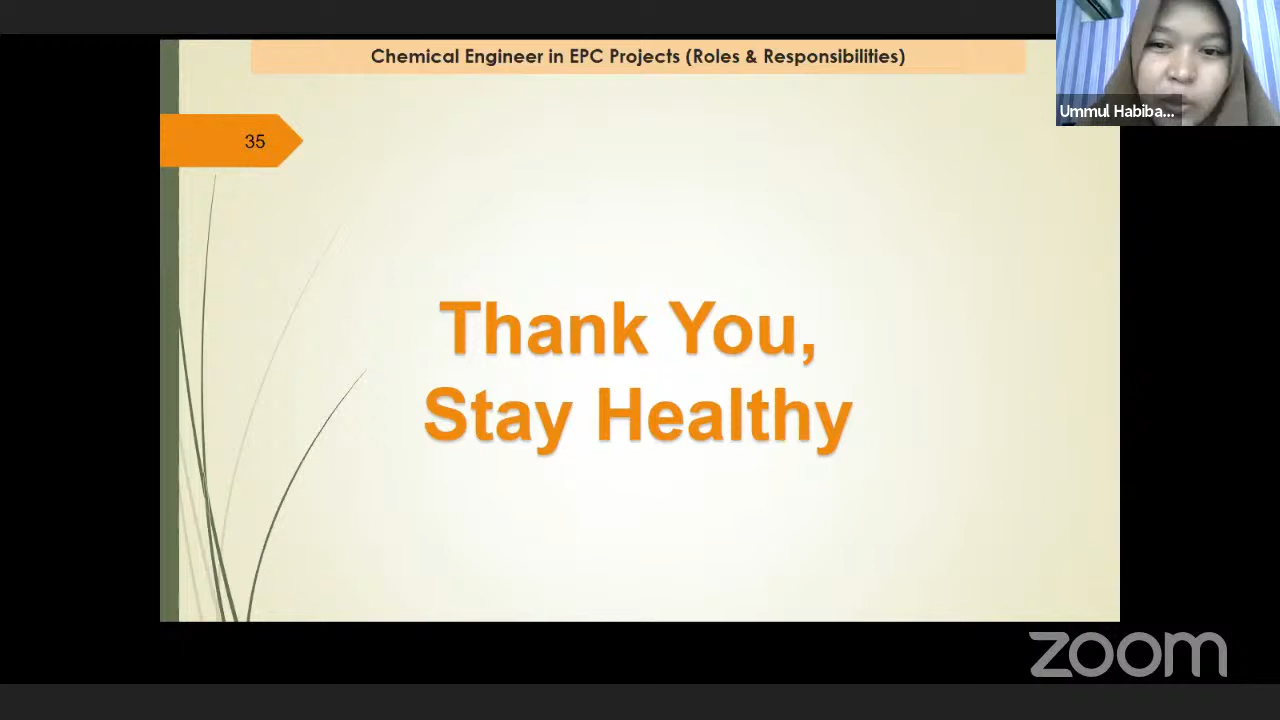 Chemical Engineer in EPC Projects (Roles & Responsibilities)
Ummul Habiba...
35
Thank You,
Stay Healthy
zoom